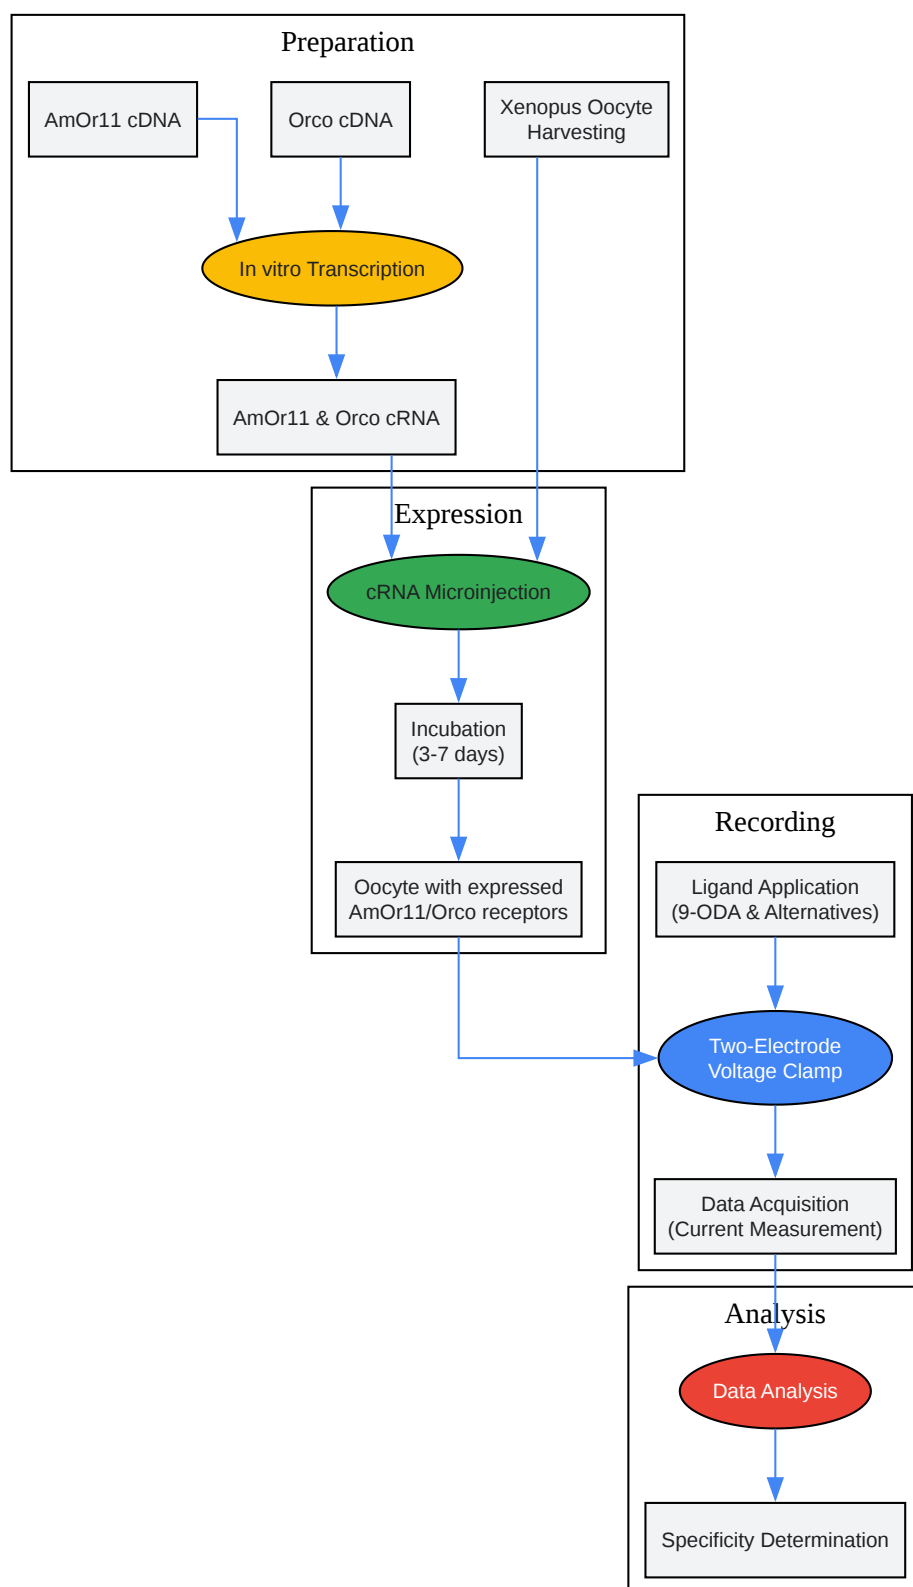 Preparation
AmOr11 cDNA
Orco cDNA
Xenopus Oocyte
Harvesting
In vitro Transcription
AmOr11 & Orco cRNA
Expression
cRNA Microinjection
Incubation
(3-7 days)
Oocyte with expressed
AmOr11/Orco receptors
Recording
Ligand Application
(9-ODA & Alternatives)
Two-Electrode
Voltage Clamp
Data Acquisition
(Current Measurement)
Analysis
Data Analysis
Specificity Determination